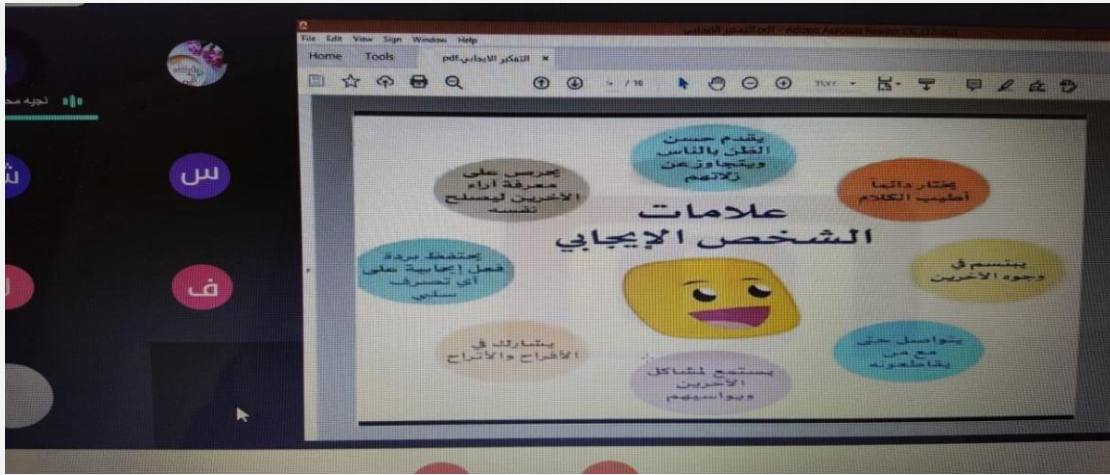 File Edit View Sign Window Help
Home Tools التفكير الايجابي.pdf ×
/ 16
نجيه
س
ش
ف
علامات
الشخص الإيجابي
يقدم حسن
الظن بالناس
ويتجاوز عن
زلاتهم
يختار دائماً
أطيب الكلام
يبتسم في
وجوه الآخرين
يتواصل حتى
مع من
يقاطعونه
يستمع لمشاكل
الآخرين
ويواسيهم
يشارك في
الأفراح والأتراح
يحتفظ بردة
فعل إيجابية على
أي تصرف
سلبي
يحرص على
معرفة آراء
الآخرين ليصلح
نفسه